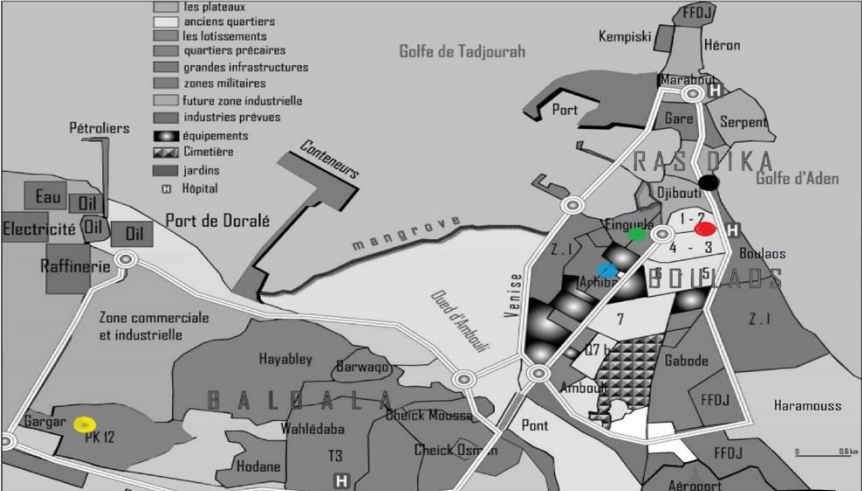 les plateaux
anciens quartiers
les lotissements
quartiers précaires
grandes infrastructures
zones militaires
future zone industrielle
industries prévues
équipements
Cimetière
jardins
H Hôpital
FFDJ
Kempiski
Héron
Golfe de Tadjourah
Marabout
H
Port
Gare
Serpent
Pétroliers
Conteneurs
RAS DIKA
Golfe d'Aden
Djibouti
Eau
Oil
Electricité
Oil
Oil
Port de Doralé
mangrove
Einguela
1-2
H
Raffinerie
Z.I
4 - 3
Boulaos
Arhiba
6
5
BOULAOS
Venise
Oued d'Ambouli
Zone commerciale
et industrielle
7
Z.I
Hayabley
Barwaqo
Q7 b
Gabode
Ambouli
BALBALA
FFDJ
Haramouss
Gargar
PK 12
Wahlédaba
Cheick Moussa
Pont
Hodane
T3
Cheick Osman
FFDJ
0
0,6 km
H
Aéroport